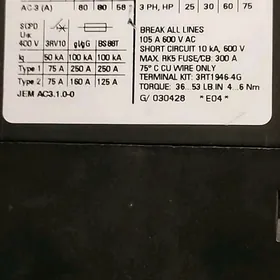 AC-3 (A) 80 80 58 3 PH, HP 25 30 60 75
SCPD
Ue
400 V 3RV10 gL/gG BS88T
Iq 50 kA 100 kA 100 kA
Type 1 75 A 250 A 250 A
Type 2 75 A 160 A 125 A
JEM AC3.1.0-0
BREAK ALL LINES
105 A 600 V AC
SHORT CIRCUIT 10 kA, 600 V
MAX. RK5 FUSE/CB: 300 A
75° C CU WIRE ONLY
TERMINAL KIT: 3RT1946-4G
TORQUE: 36...53 LB IN 4...6 Nm
G/ 030428 * E04 *